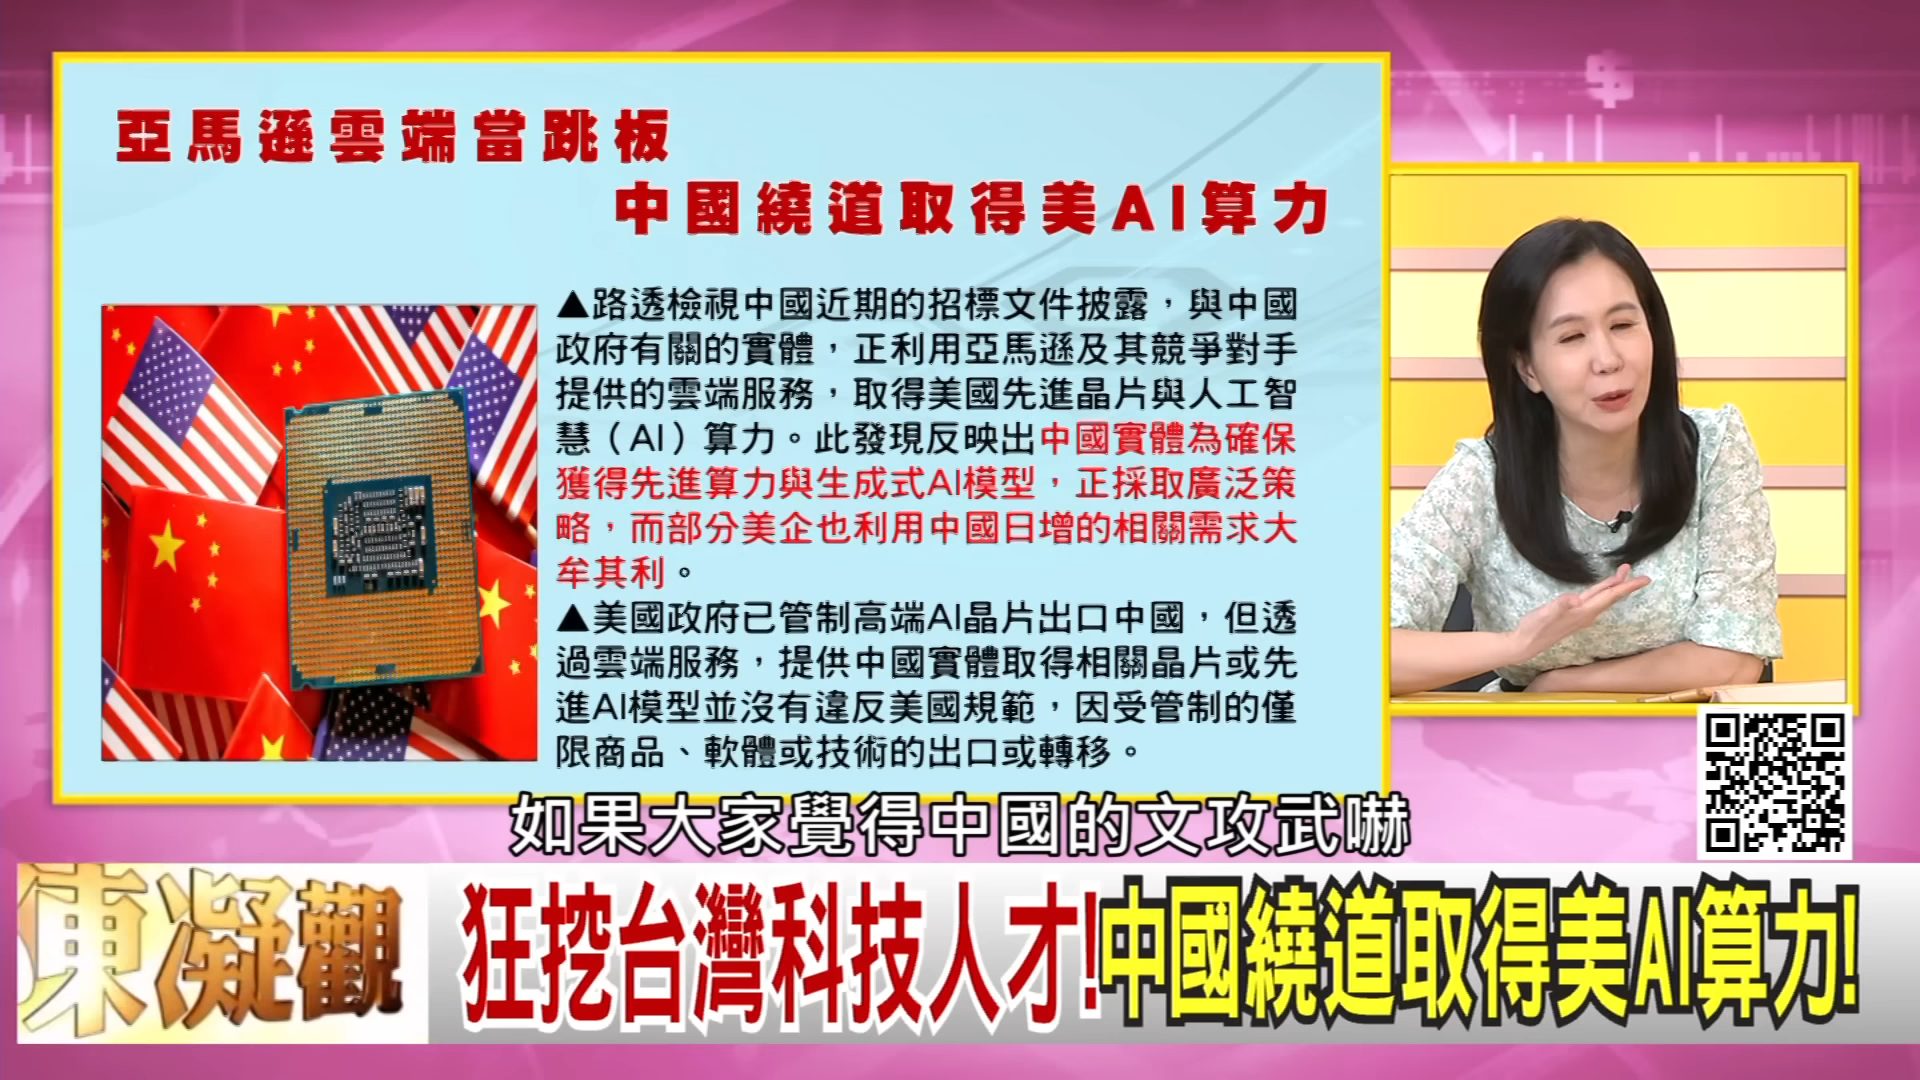 亞馬遜雲端當跳板
中國繞道取得美AI算力
▲路透檢視中國近期的招標文件披露，與中國
政府有關的實體，正利用亞馬遜及其競爭對手
提供的雲端服務，取得美國先進晶片與人工智
慧（AI）算力。此發現反映出中國實體為確保
獲得先進算力與生成式AI模型，正採取廣泛策
略，而部分美企也利用中國日增的相關需求大
牟其利。
▲美國政府已管制高端AI晶片出口中國，但透
過雲端服務，提供中國實體取得相關晶片或先
進AI模型並沒有違反美國規範，因受管制的僅
限商品、軟體或技術的出口或轉移。
如果大家覺得中國的文攻武嚇
陳凝觀
狂挖台灣科技人才!中國繞道取得美AI算力!